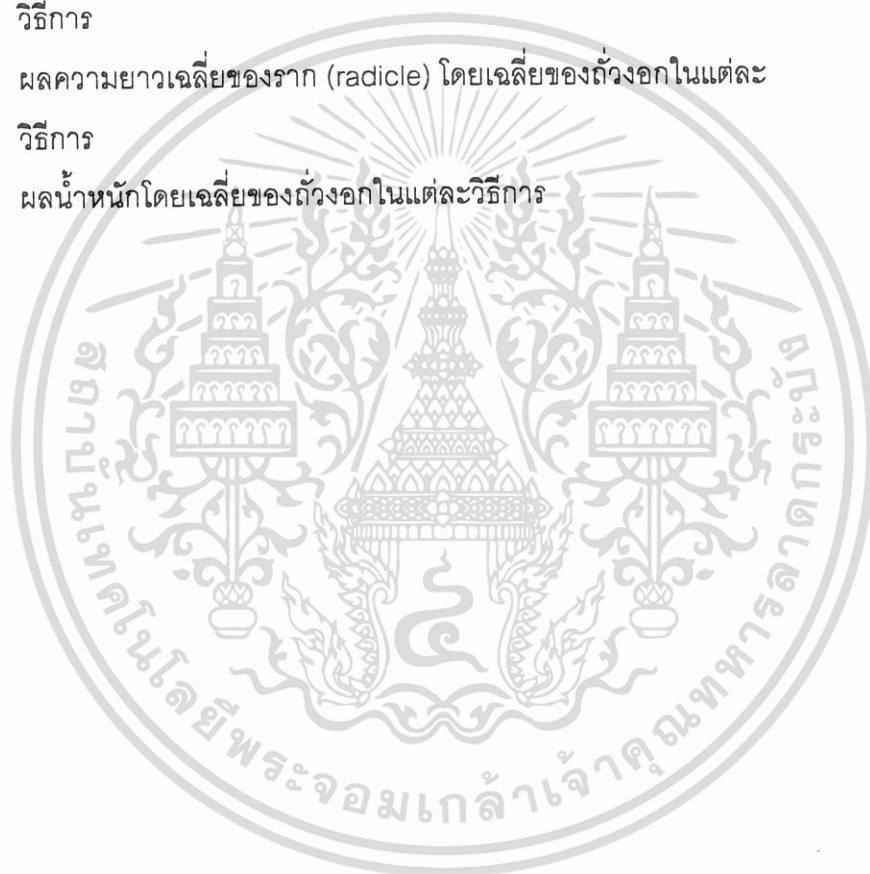 วิธีการ
ผลความยาวเฉลี่ยของราก (radicle) โดยเฉลี่ยของถั่วงอกในแต่ละ
วิธีการ
ผลน้ำหนักโดยเฉลี่ยของถั่วงอกในแต่ละวิธีการ
สถาบันเทคโนโลยีพระจอมเกล้าเจ้าคุณทหารลาดกระบัง
๔